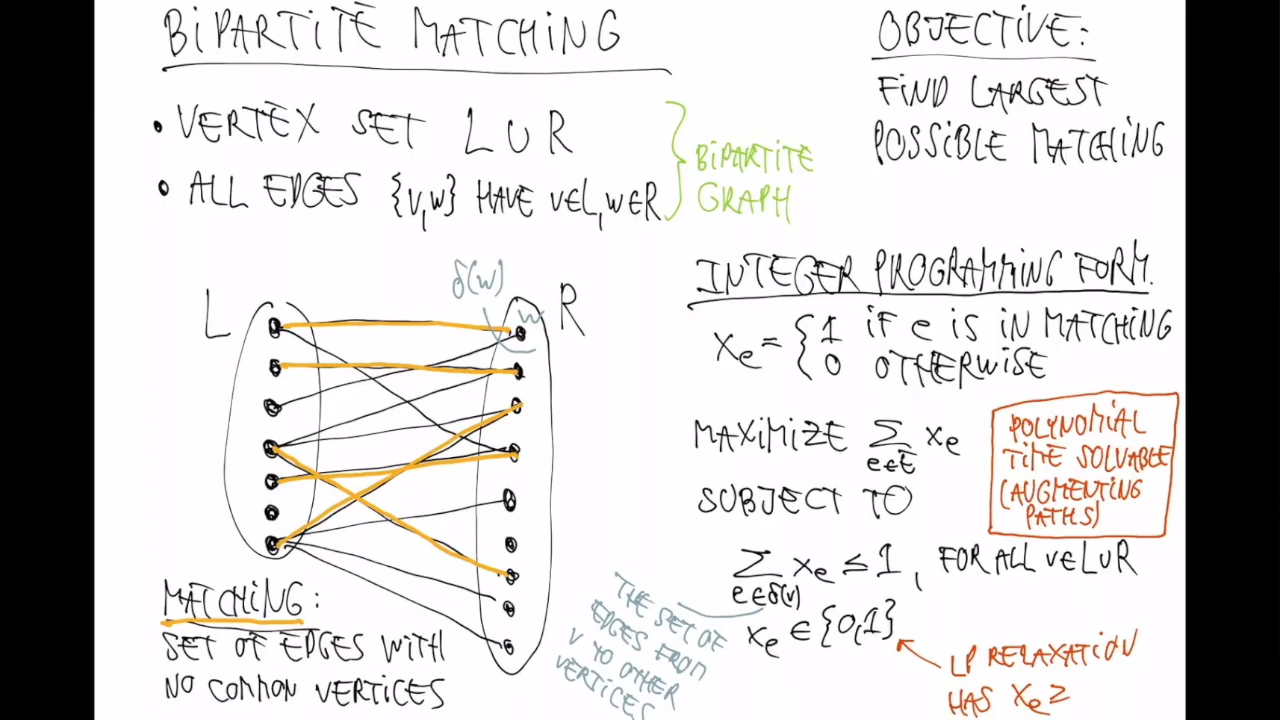 BiPARTiTE MATCHiNG
• VERTEX SET L ∪ R
• ALL EDGES {v,w} HAVE v∈L, w∈R
BiPARTiTE
GRAPH
OBJECTiVE:
FiND LARGEST
POSSiBLE MATCHiNG
δ(w)
L
w
R
MATCHiNG:
SET OF EDGES WiTH
NO COMMON VERTiCES
INTEGER PROGRAMMiNG FORM.
xe = { 1 iF e iS iN MATCHiNG
0 OTHERWiSE
MAXiMiZE ∑ e∈E xe
SUBJECT TO
∑ e∈δ(v) xe ≤ 1, FOR ALL v∈L∪R
xe ∈ {0,1}
POLYNOMiAL
TiME SOLVABLE
(AUGMENTiNG
PATHS)
THE SET OF
EDGES FROM
V TO OTHER
VERTiCES
LP RELAXATiON
HAS xe ≥